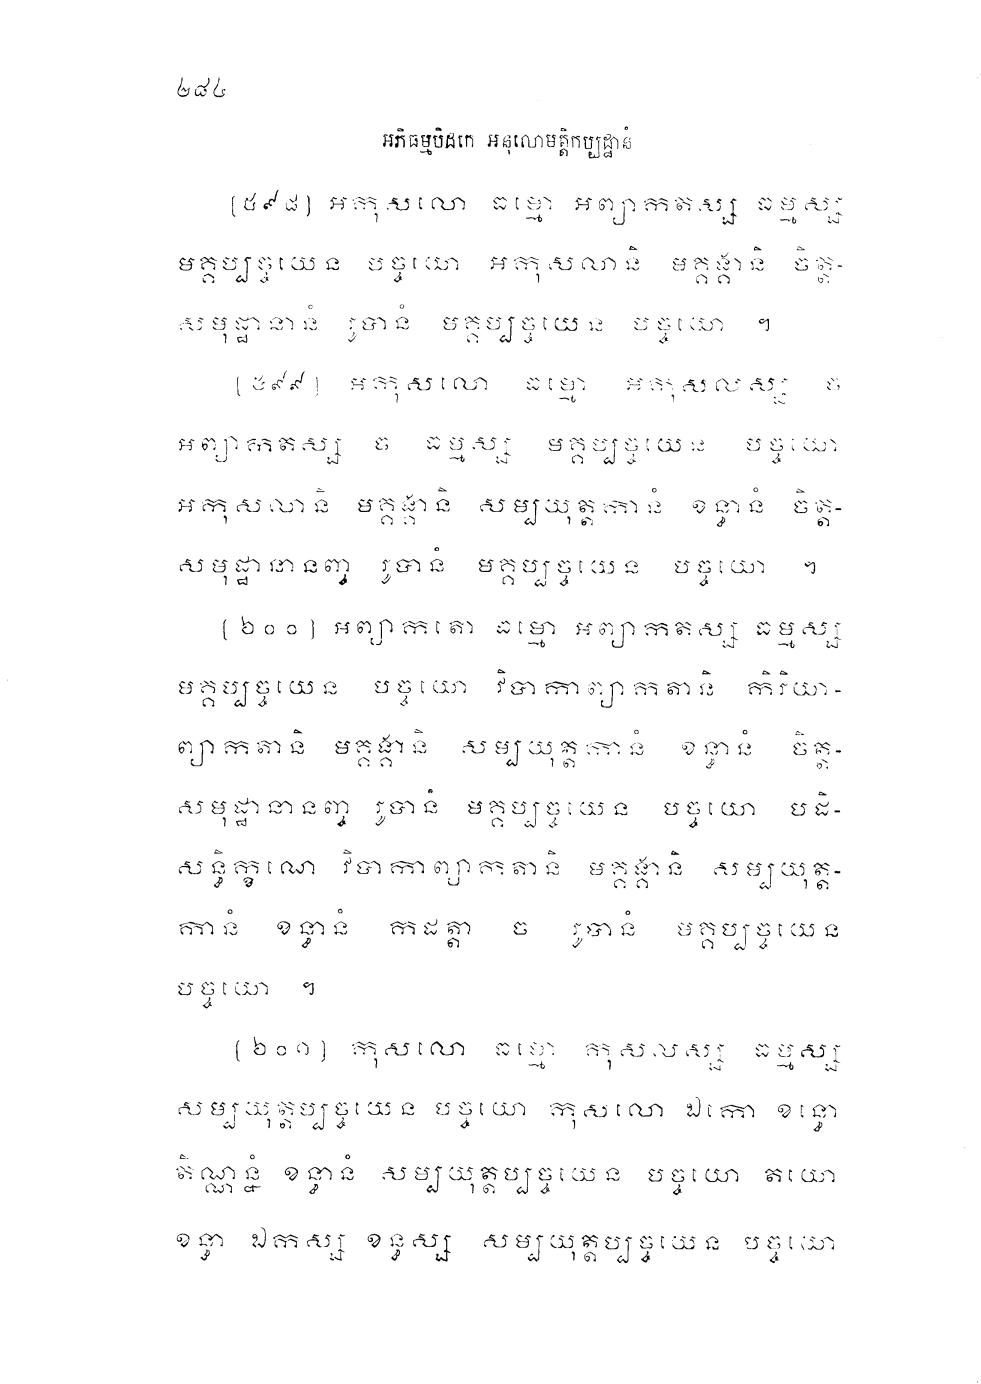 ២៨៤
អភិធម្មបិដកេ អនុលោមត្តិកប្បដ្ឋានំ
[៥៩៨] អកុសលោ ធម្មោ អព្យាកតស្ស ធម្មស្ស
មគ្គប្បច្ចយេន បច្ចយោ អកុសលានិ មគ្គង្គានិ ចិត្ត-
សមុដ្ឋានានំ រូបានំ មគ្គប្បច្ចយេន បច្ចយោ ។
[៥៩៩] អកុសលោ ធម្មោ អកុសលស្ស ច
អព្យាកតស្ស ច ធម្មស្ស មគ្គប្បច្ចយេន បច្ចយោ
អកុសលានិ មគ្គង្គានិ សម្បយុត្តកានំ ខន្ធានំ ចិត្ត-
សមុដ្ឋានានញ្ច រូបានំ មគ្គប្បច្ចយេន បច្ចយោ ។
[៦០០] អព្យាកតោ ធម្មោ អព្យាកតស្ស ធម្មស្ស
មគ្គប្បច្ចយេន បច្ចយោ វិបាកាព្យាកតានិ កិរិយា-
ព្យាកតានិ មគ្គង្គានិ សម្បយុត្តកានំ ខន្ធានំ ចិត្ត-
សមុដ្ឋានានញ្ច រូបានំ មគ្គប្បច្ចយេន បច្ចយោ បដិ-
សន្ធិក្ខណេ វិបាកាព្យាកតានិ មគ្គង្គានិ សម្បយុត្ត-
កានំ ខន្ធានំ កដត្តា ច រូបានំ មគ្គប្បច្ចយេន
បច្ចយោ ។
[៦០១] កុសលោ ធម្មោ កុសលស្ស ធម្មស្ស
សម្បយុត្តប្បច្ចយេន បច្ចយោ កុសលោ ឯកោ ខន្ធោ
តិណ្ណន្នំ ខន្ធានំ សម្បយុត្តប្បច្ចយេន បច្ចយោ តយោ
ខន្ធា ឯកស្ស ខន្ធស្ស សម្បយុត្តប្បច្ចយេន បច្ចយោ